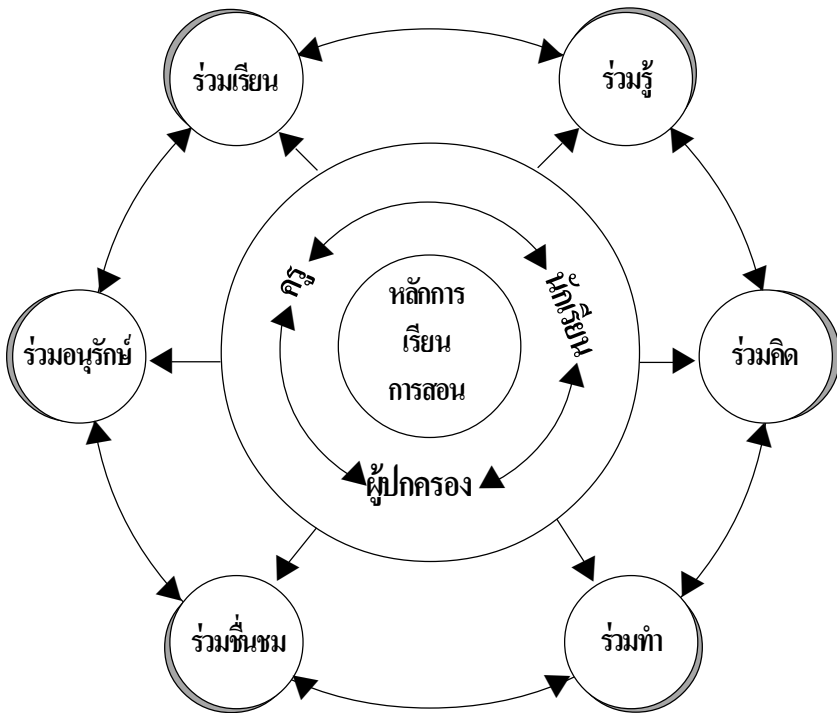 ร่วมเรียน
ร่วมรู้
ครู
นักเรียน
หลักการ
เรียน
การสอน
ร่วมอนุรักษ์
ร่วมคิด
ผู้ปกครอง
ร่วมชื่นชม
ร่วมทำ